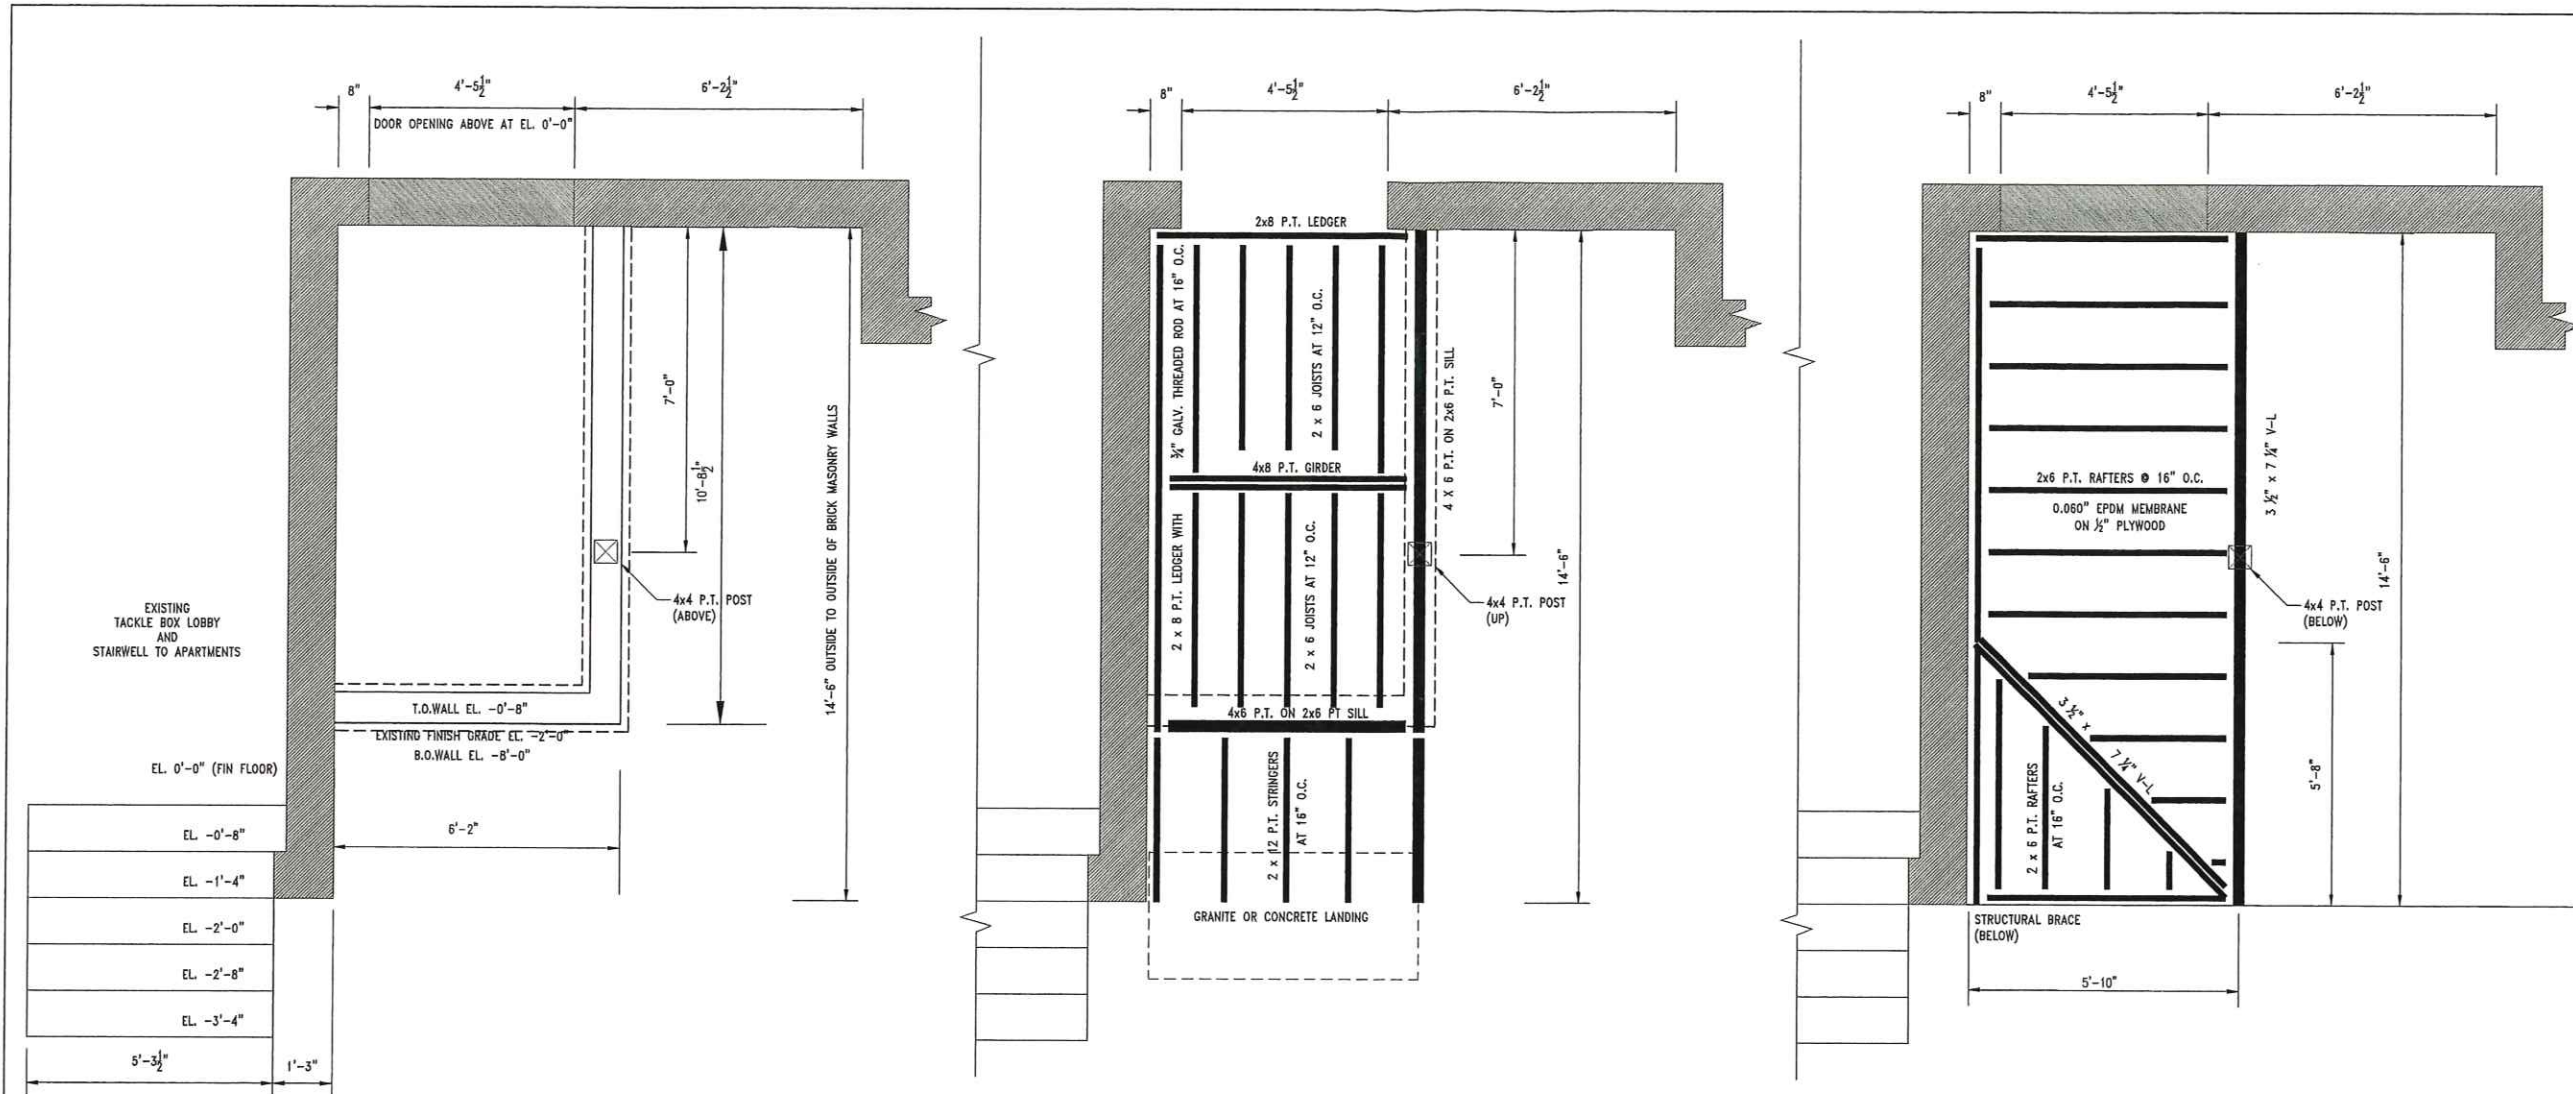 8"
4'-5½"
6'-2½"
DOOR OPENING ABOVE AT EL. 0'-0"
7'-0"
10'-8½"
14'-6" OUTSIDE TO OUTSIDE OF BRICK MASONRY WALLS
4x4 P.T. POST
(ABOVE)
EXISTING
TACKLE BOX LOBBY
AND
STAIRWELL TO APARTMENTS
T.O.WALL EL. -0'-8"
EXISTING FINISH GRADE EL. -2'-0"
B.O.WALL EL. -8'-0"
EL. 0'-0" (FIN FLOOR)
6'-2"
EL. -0'-8"
EL. -1'-4"
EL. -2'-0"
EL. -2'-8"
EL. -3'-4"
5'-3½"
1'-3"
8"
4'-5½"
6'-2½"
2x8 P.T. LEDGER
2 x 8 P.T. LEDGER WITH ¾" GALV. THREADED ROD AT 16" O.C.
2 x 6 JOISTS AT 12" O.C.
4x8 P.T. GIRDER
2 x 6 JOISTS AT 12" O.C.
4 X 6 P.T. ON 2x6 P.T. SILL
7'-0"
14'-6"
4x4 P.T. POST
(UP)
4x6 P.T. ON 2x6 PT SILL
2 x 12 P.T. STRINGERS
AT 16" O.C.
GRANITE OR CONCRETE LANDING
8"
4'-5½"
6'-2½"
2x6 P.T. RAFTERS @ 16" O.C.
0.060" EPDM MEMBRANE
ON ½" PLYWOOD
3 ½" x 7 ¼" V-L
14'-6"
4x4 P.T. POST
(BELOW)
3 ½" x 7 ¼" V-L
2 x 6 P.T. RAFTERS
AT 16" O.C.
5'-8"
STRUCTURAL BRACE
(BELOW)
5'-10"